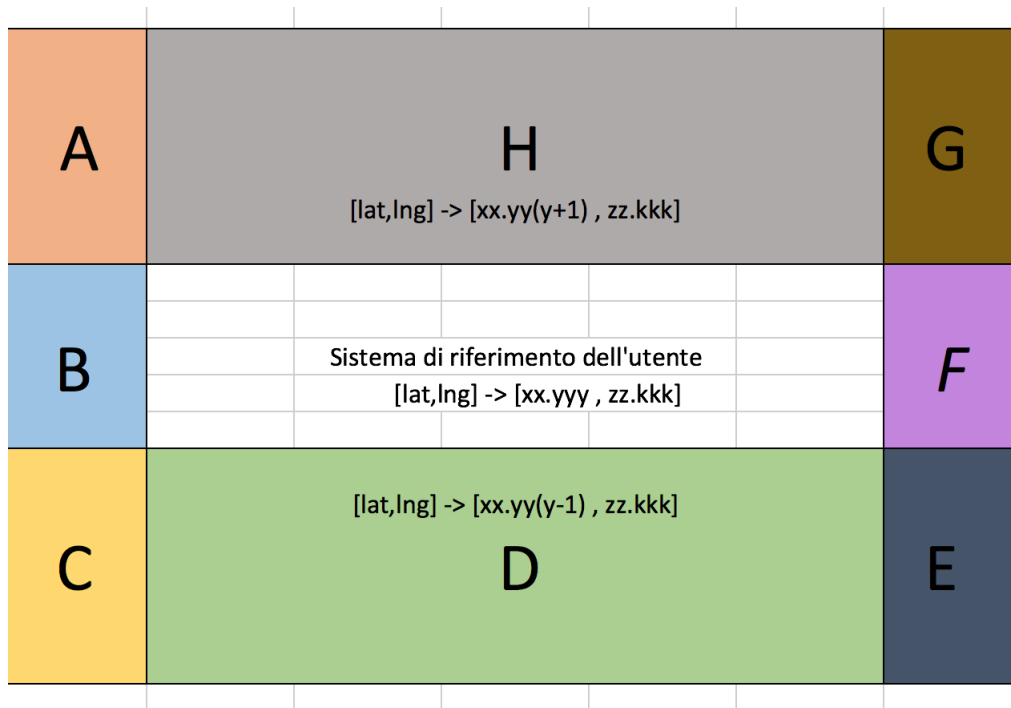 A
H
G
[lat,lng] -> [xx.yy(y+1) , zz.kkk]
B
Sistema di riferimento dell'utente
F
[lat,lng] -> [xx.yyy , zz.kkk]
[lat,lng] -> [xx.yy(y-1) , zz.kkk]
C
D
E